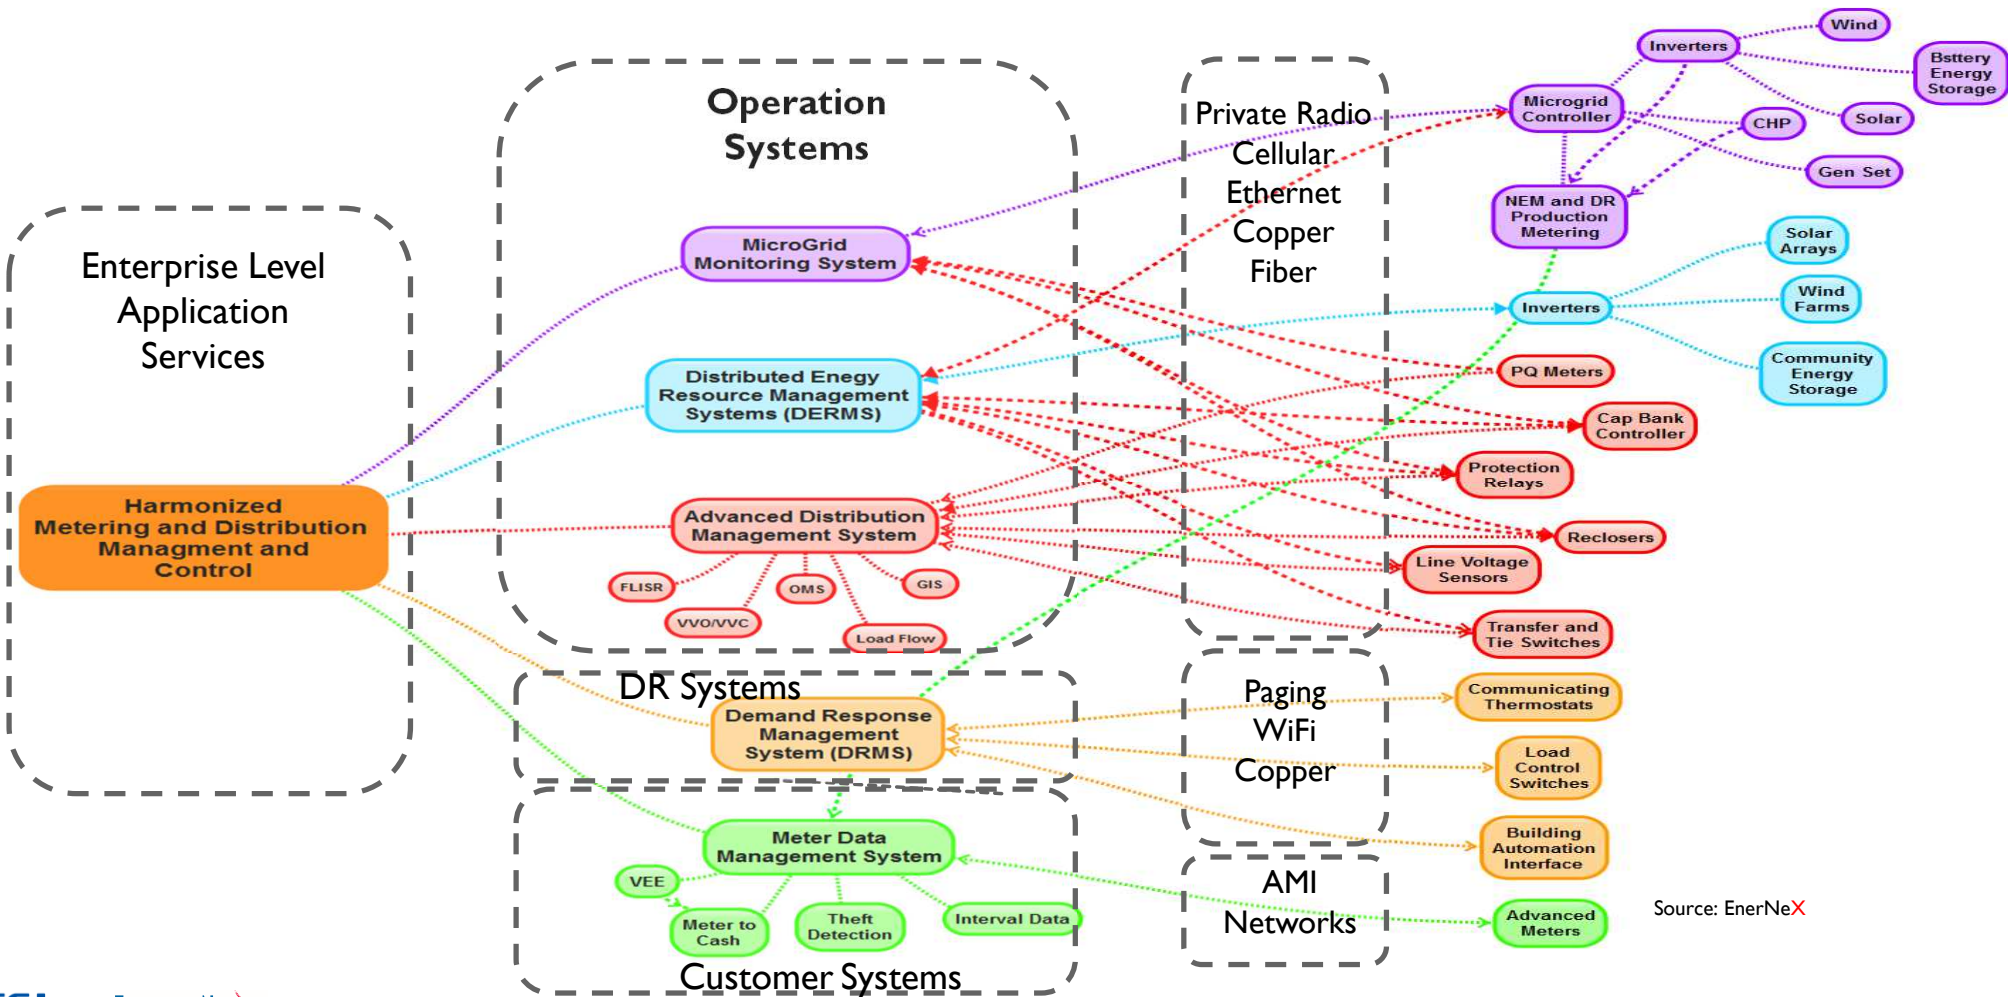 Enterprise Level
Application
Services
Harmonized
Metering and Distribution
Managment and
Control
Operation
Systems
MicroGrid
Monitoring System
Distributed Enegy
Resource Management
Systems (DERMS)
Advanced Distribution
Management System
FLISR
VVO/VVC
OMS
Load Flow
GIS
DR Systems
Demand Response
Management
System (DRMS)
Meter Data
Management System
VEE
Meter to
Cash
Theft
Detection
Interval Data
Customer Systems
Private Radio
Cellular
Ethernet
Copper
Fiber
Paging
WiFi
Copper
AMI
Networks
Inverters
Wind
Bsttery
Energy
Storage
Solar
Microgrid
Controller
CHP
Gen Set
NEM and DR
Production
Metering
Solar
Arrays
Inverters
Wind
Farms
Community
Energy
Storage
PQ Meters
Cap Bank
Controller
Protection
Relays
Reclosers
Line Voltage
Sensors
Transfer and
Tie Switches
Communicating
Thermostats
Load
Control
Switches
Building
Automation
Interface
Advanced
Meters
Source: EnerNeX